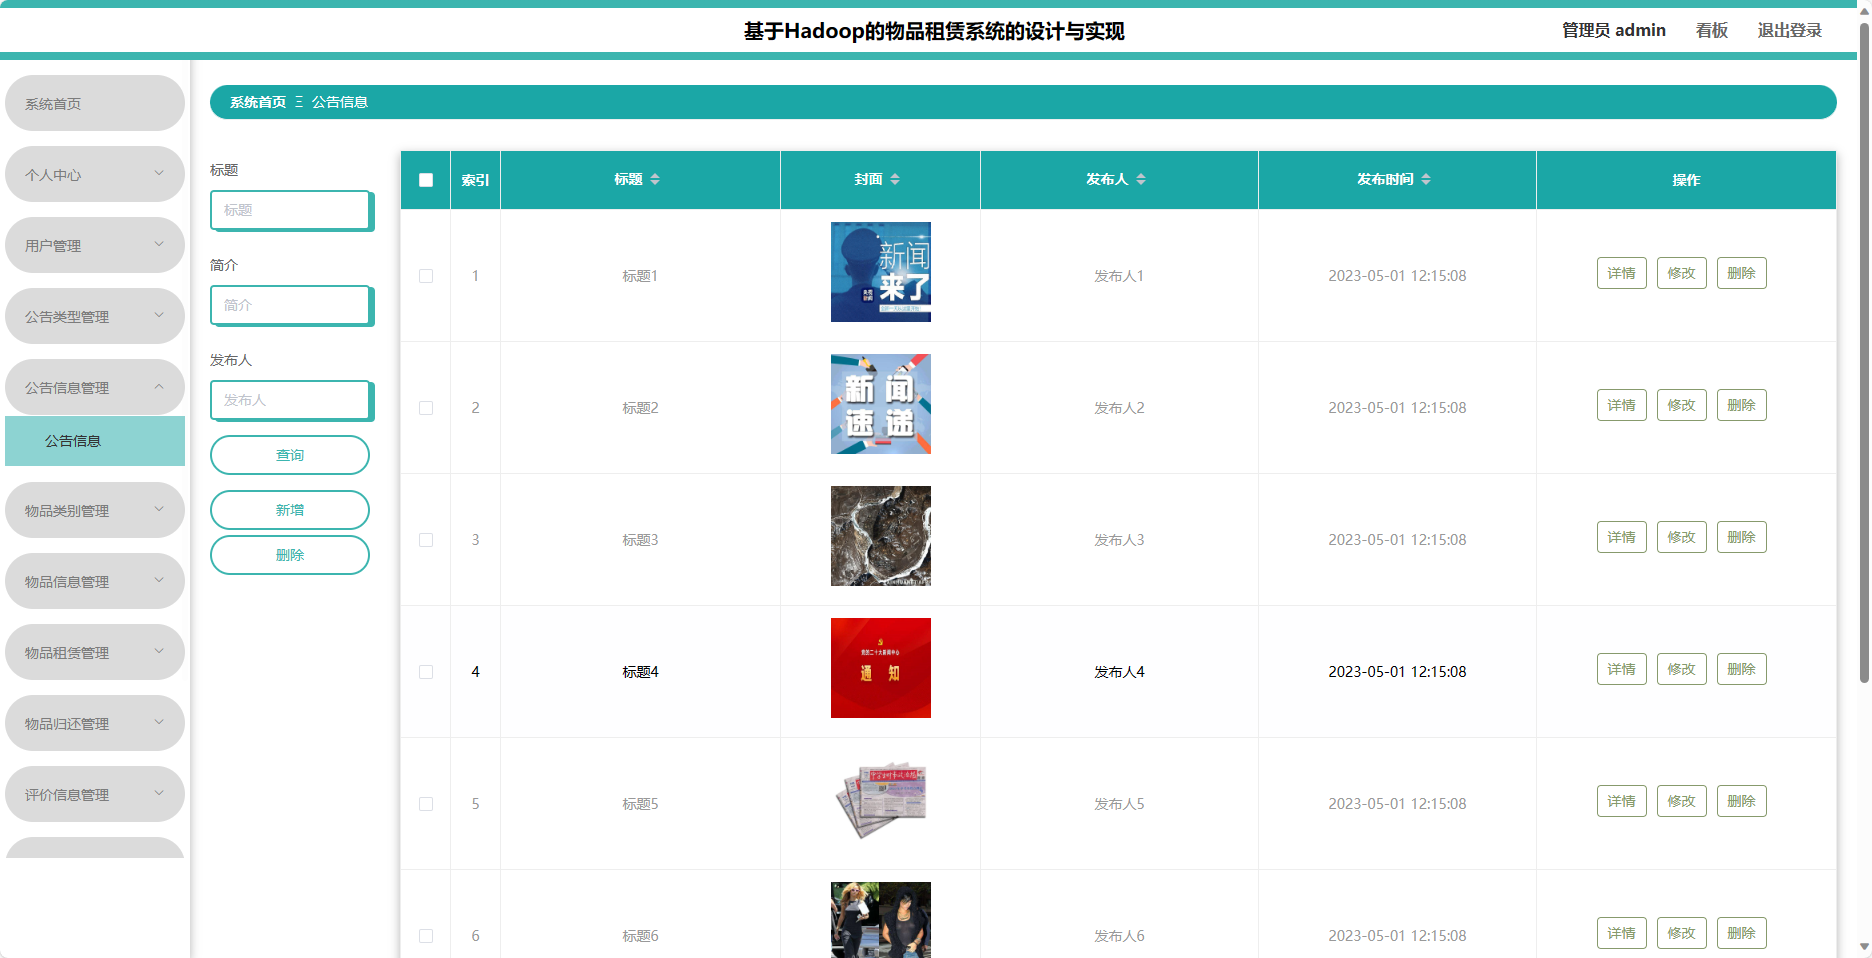 基于Hadoop的物品租赁系统的设计与实现
管理员 admin 看板 退出登录
系统首页
个人中心
用户管理
公告类型管理
公告信息管理
公告信息
物品类别管理
物品信息管理
物品租赁管理
物品归还管理
评价信息管理
系统首页 Ξ 公告信息
标题
标题
简介
简介
发布人
发布人
查询
新增
删除
索引 标题 封面 发布人 发布时间 操作
1 标题1 发布人1 2023-05-01 12:15:08 详情 修改 删除
新闻
来了
2 标题2 发布人2 2023-05-01 12:15:08 详情 修改 删除
新闻
速递
3 标题3 发布人3 2023-05-01 12:15:08 详情 修改 删除
4 标题4 发布人4 2023-05-01 12:15:08 详情 修改 删除
党的二十大新闻中心
通知
5 标题5 发布人5 2023-05-01 12:15:08 详情 修改 删除
6 标题6 发布人6 2023-05-01 12:15:08 详情 修改 删除